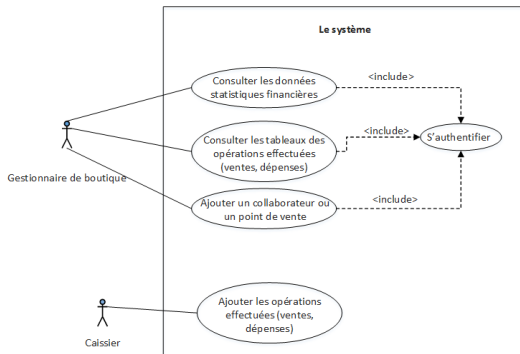 Le système
Consulter les données
statistiques financières
<include>
Consulter les tableaux des
opérations effectuées
(ventes, dépenses)
<include>
S'authentifier
Gestionnaire de boutique
Ajouter un collaborateur ou
un point de vente
<include>
Ajouter les opérations
effectuées (ventes,
dépenses)
Caissier